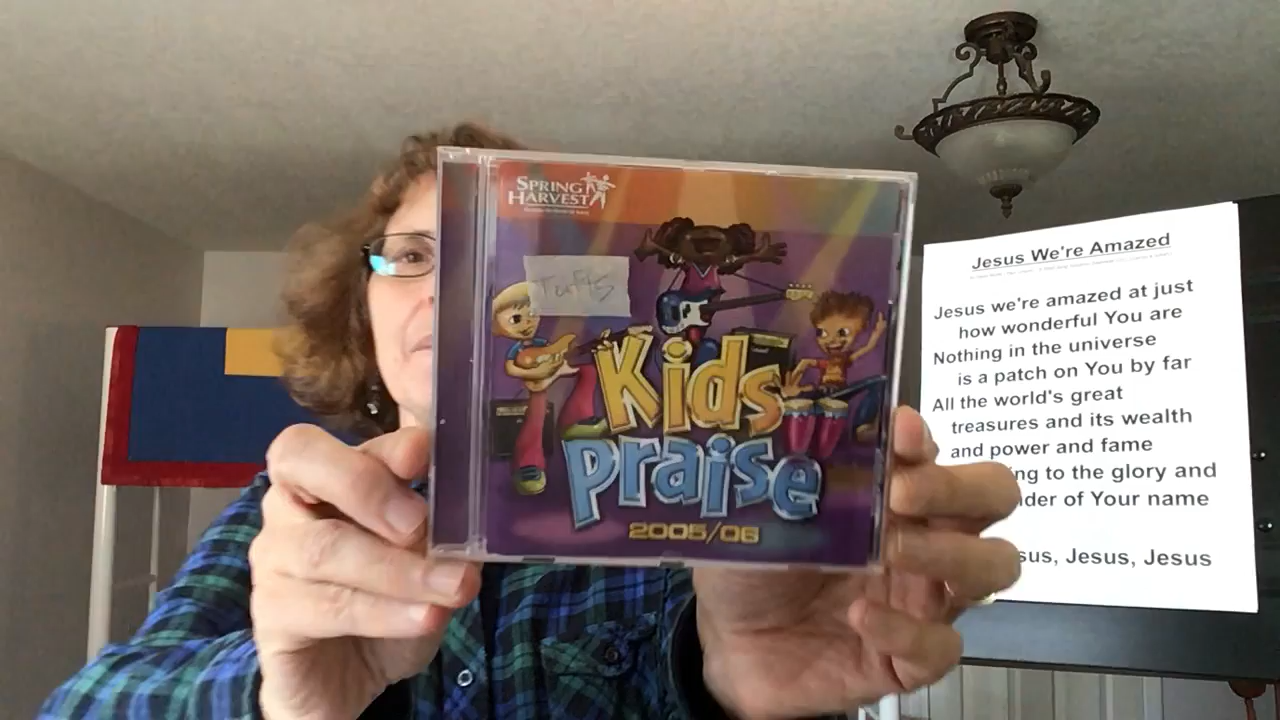 SPRING
HARVEST
Tufts
Kids
Praise
2005/06
Jesus We're Amazed
Jesus we're amazed at just
how wonderful You are
Nothing in the universe
is a patch on You by far
All the world's great
treasures and its wealth
and power and fame
ng to the glory and
der of Your name
sus, Jesus, Jesus